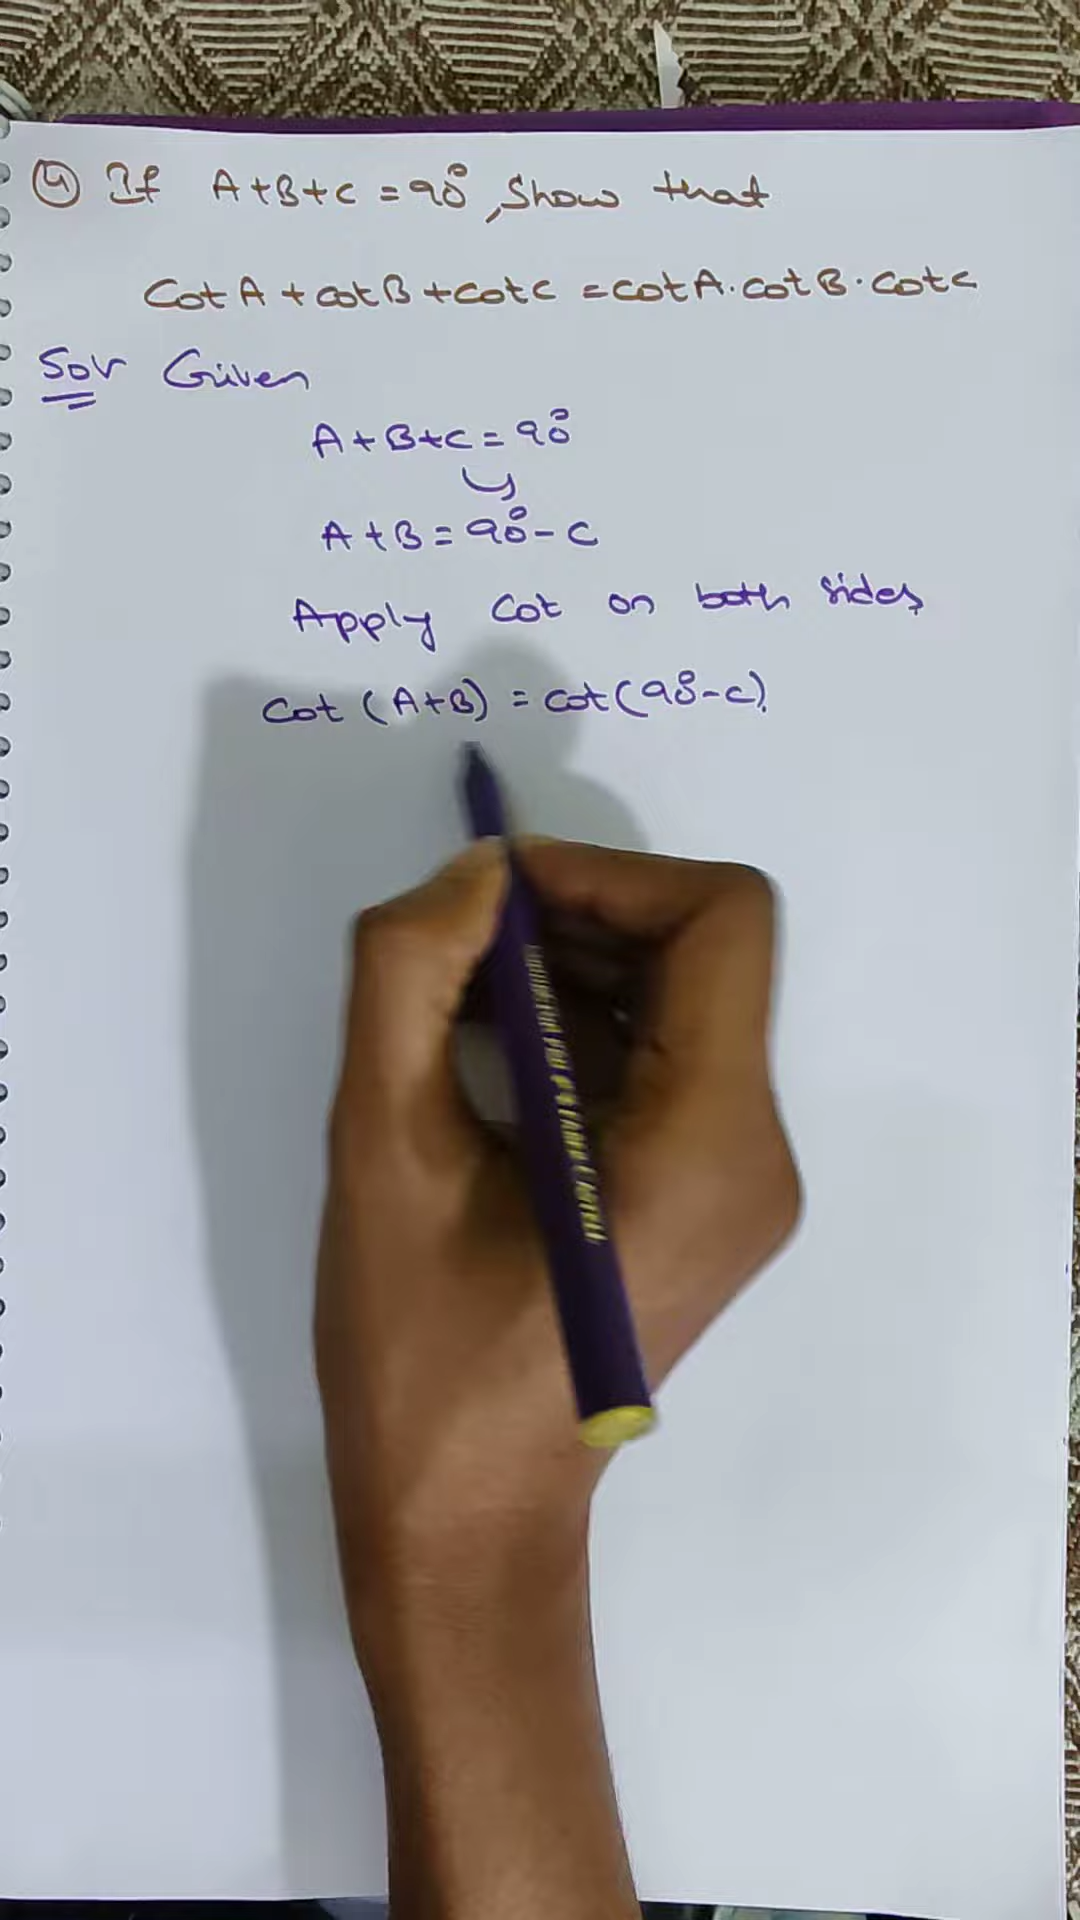 ④ If A+B+C = 90°, Show that
Cot A + cot B + cot C = cot A. cot B. cot C
Sol Given
A+B+C = 90°
A+B = 90°-C
Apply Cot on both sides
Cot (A+B) = cot (90°-C).